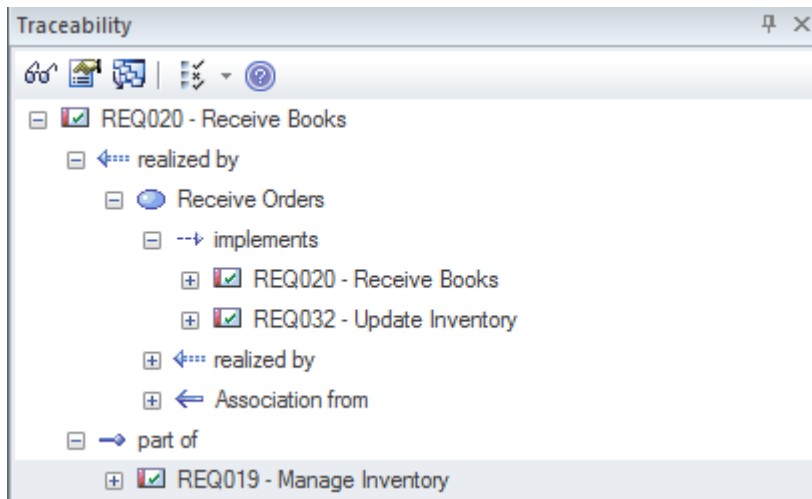 Traceability
REQ020 - Receive Books
realized by
Receive Orders
implements
REQ020 - Receive Books
REQ032 - Update Inventory
realized by
Association from
part of
REQ019 - Manage Inventory